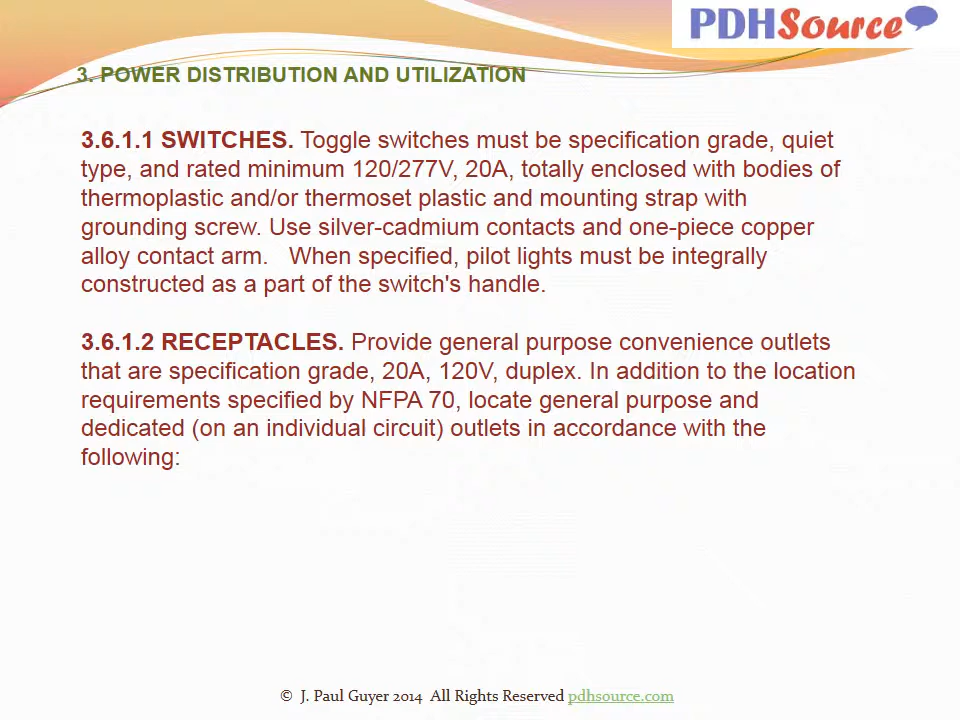 PDHSource
3. POWER DISTRIBUTION AND UTILIZATION
3.6.1.1 SWITCHES. Toggle switches must be specification grade, quiet
type, and rated minimum 120/277V, 20A, totally enclosed with bodies of
thermoplastic and/or thermoset plastic and mounting strap with
grounding screw. Use silver-cadmium contacts and one-piece copper
alloy contact arm.   When specified, pilot lights must be integrally
constructed as a part of the switch's handle.
3.6.1.2 RECEPTACLES. Provide general purpose convenience outlets
that are specification grade, 20A, 120V, duplex. In addition to the location
requirements specified by NFPA 70, locate general purpose and
dedicated (on an individual circuit) outlets in accordance with the
following:
© J. Paul Guyer 2014 All Rights Reserved pdhsource.com